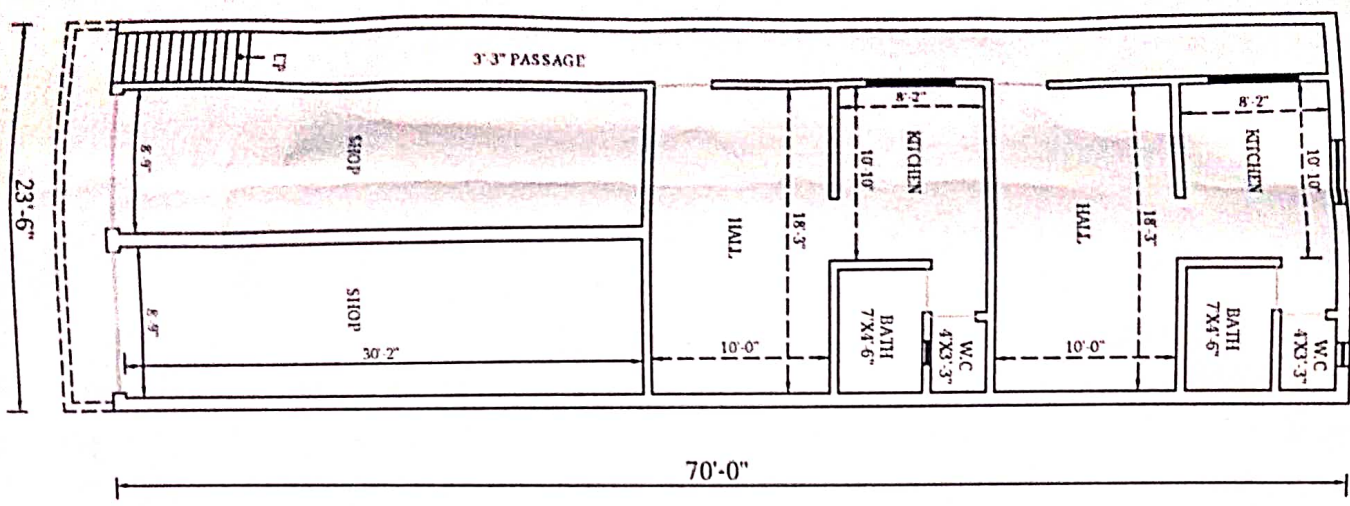 UP
3'-3" PASSAGE
8'-2"
8'-2"
SHOP
8'-9"
KITCHEN
10'-10"
KITCHEN
10'-10"
HALL
18'-3"
HALL
18'-3"
23'-6"
SHOP
8'-9"
30'-2"
10'-0"
BATH
7'X4'-6"
W.C
4'X3'-3"
10'-0"
BATH
7'X4'-6"
W.C
4'X3'-3"
70'-0"